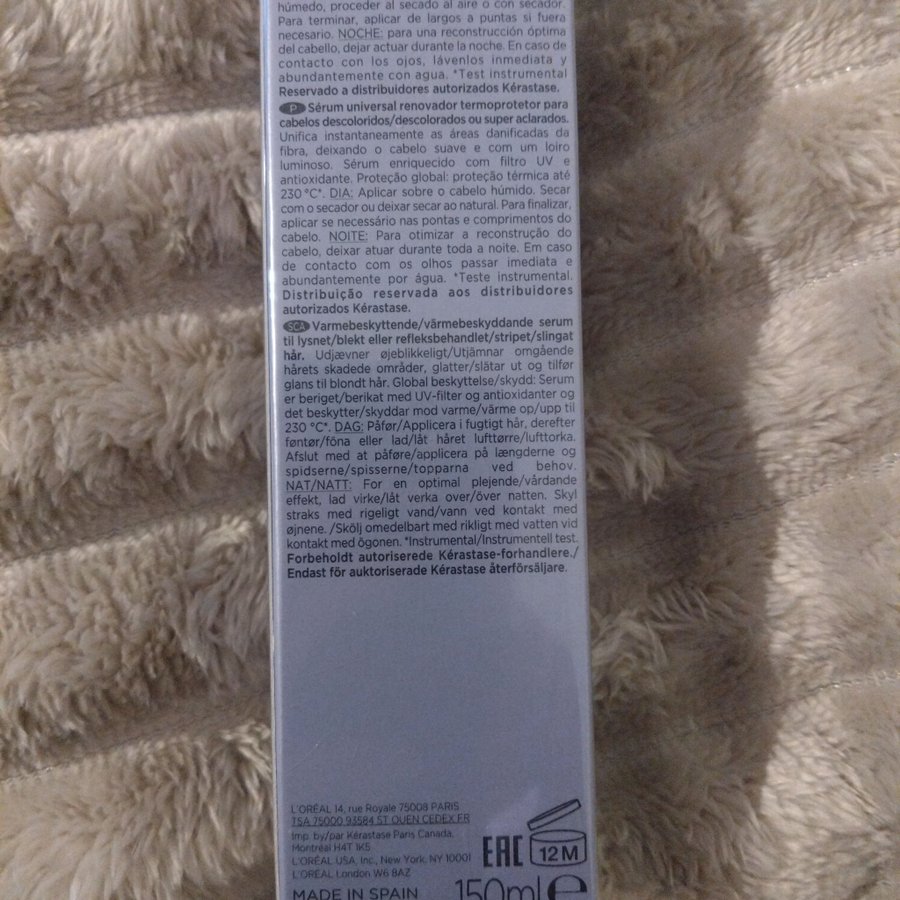 húmedo, proceder al secado al aire o con secador.
Para terminar, aplicar de largos a puntas si fuera
necesario. NOCHE: para una reconstrucción óptima
del cabello, dejar actuar durante la noche. En caso de
contacto con los ojos, lávenlos inmediata y
abundantemente con agua. *Test instrumental
Reservado a distribuidores autorizados Kérastase.
P Sérum universal renovador termoprotetor para
cabelos descoloridos/descolorados ou super aclarados.
Unifica instantaneamente as áreas danificadas da
fibra, deixando o cabelo suave e com um loiro
luminoso. Sérum enriquecido com filtro UV e
antioxidante. Proteção global: proteção térmica até
230 °C*. DIA: Aplicar sobre o cabelo húmido. Secar
com o secador ou deixar secar ao natural. Para finalizar,
aplicar se necessário nas pontas e comprimentos do
cabelo. NOITE: Para otimizar a reconstrução do
cabelo, deixar atuar durante toda a noite. Em caso
de contacto com os olhos passar imediata e
abundantemente por água. *Teste instrumental.
Distribuição reservada aos distribuidores
autorizados Kérastase.
SCA Varmebeskyttende/värmebeskyddande serum
til lysnet/blekt eller refleksbehandlet/stripet/slingat
hår. Udjævner øjeblikkeligt/Utjämnar omgående
hårets skadede områder, glatter/slätar ut og tilfør
glans til blondt hår. Global beskyttelse/skydd: Serum
er beriget/berikat med UV-filter og antioxidanter og
det beskytter/skyddar mod varme/värme op/upp til
230 °C*. DAG: Påfør/Applicera i fugtigt hår, derefter
føntør/föna eller lad/låt håret lufttørre/lufttorka.
Afslut med at påføre/applicera på længderne og
spidserne/spisserne/topparna ved behov.
NAT/NATT: For en optimal plejende/vårdande
effekt, lad virke/låt verka over/över natten. Skyl
straks med rigeligt vand/vann ved kontakt med
øjnene. /Skölj omedelbart med rikligt med vatten vid
kontakt med ögonen. *Instrumental/Instrumentell test.
Forbeholdt autoriserede Kérastase-forhandlere./
Endast för auktoriserade Kérastase återförsäljare.
L'ORÉAL 14, rue Royale 75008 PARIS
TSA 75000 93584 ST OUEN CEDEX FR
Imp. by/par Kérastase Paris Canada,
Montréal H4T 1K5
L'ORÉAL USA, Inc., New York, NY 10001
L'ORÉAL London W6 8AZ
EAC
12 M
MADE IN SPAIN
150ml e